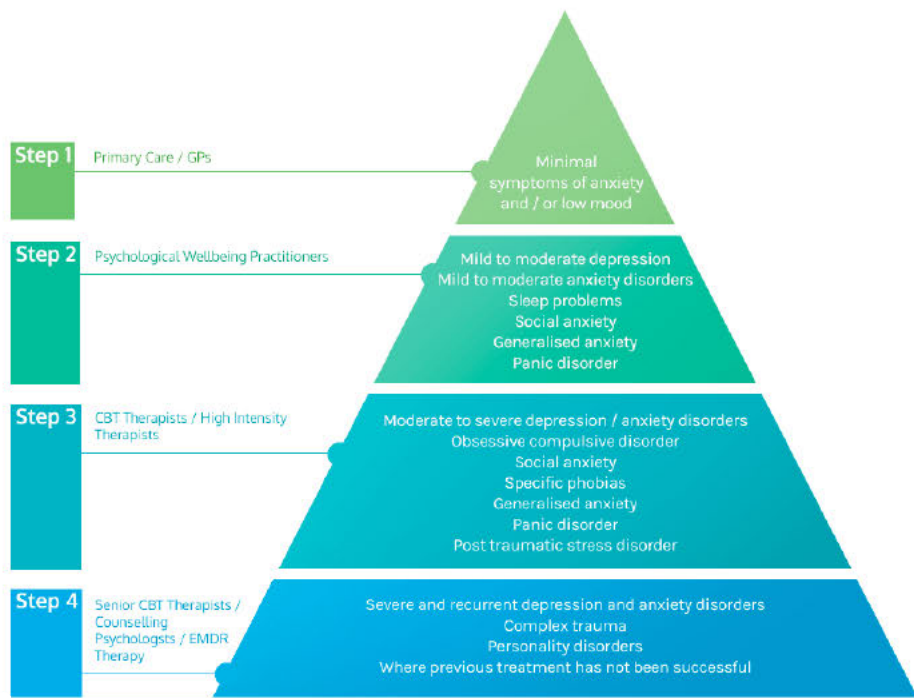 Step 1
Primary Care / GPs
Minimal
symptoms of anxiety
and / or low mood
Step 2
Psychological Wellbeing Practitioners
Mild to moderate depression
Mild to moderate anxiety disorders
Sleep problems
Social anxiety
Generalised anxiety
Panic disorder
Step 3
CBT Therapists / High Intensity
Therapists
Moderate to severe depression / anxiety disorders
Obsessive compulsive disorder
Social anxiety
Specific phobias
Generalised anxiety
Panic disorder
Post traumatic stress disorder
Step 4
Senior CBT Therapists /
Counselling
Psychologsts / EMDR
Therapy
Severe and recurrent depression and anxiety disorders
Complex trauma
Personality disorders
Where previous treatment has not been successful